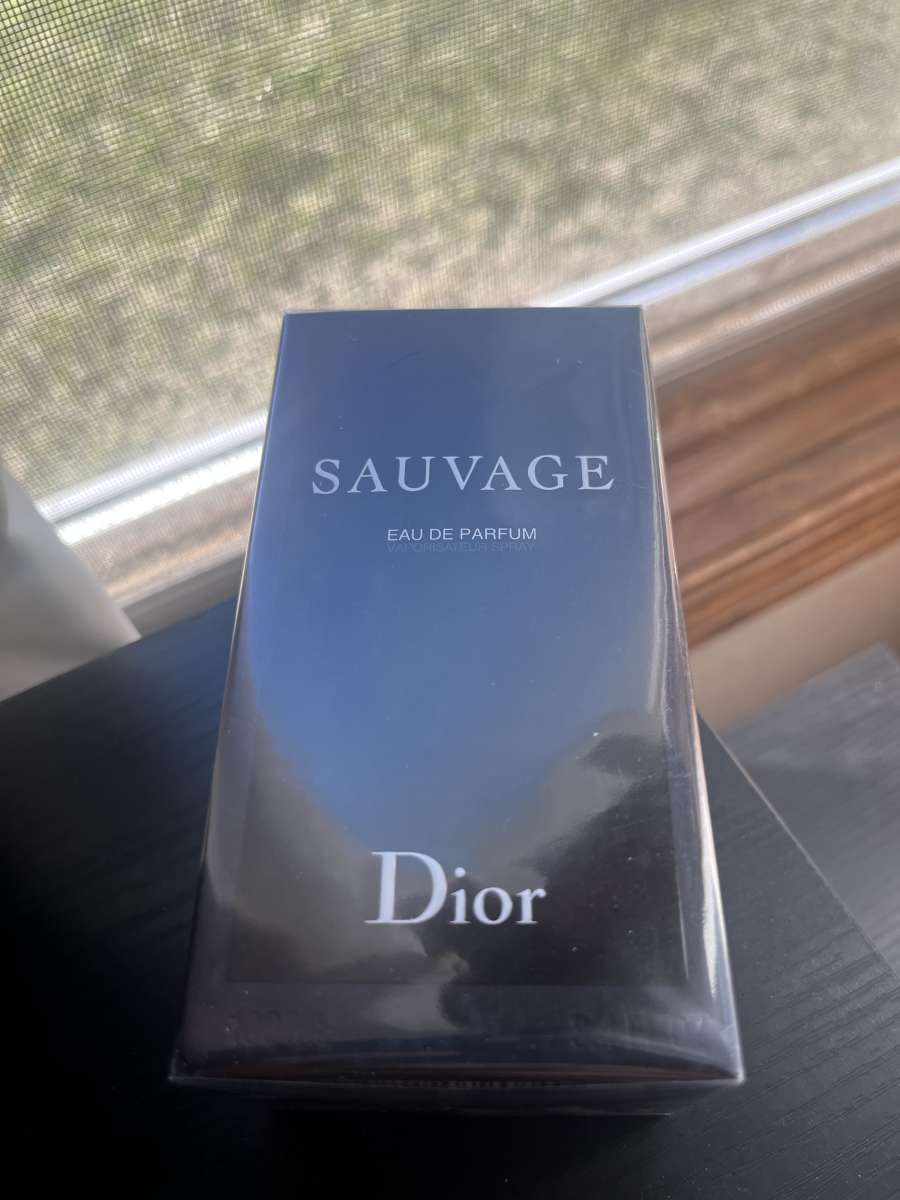 SAUVAGE
EAU DE PARFUM
VAPORISATEUR SPRAY
Dior